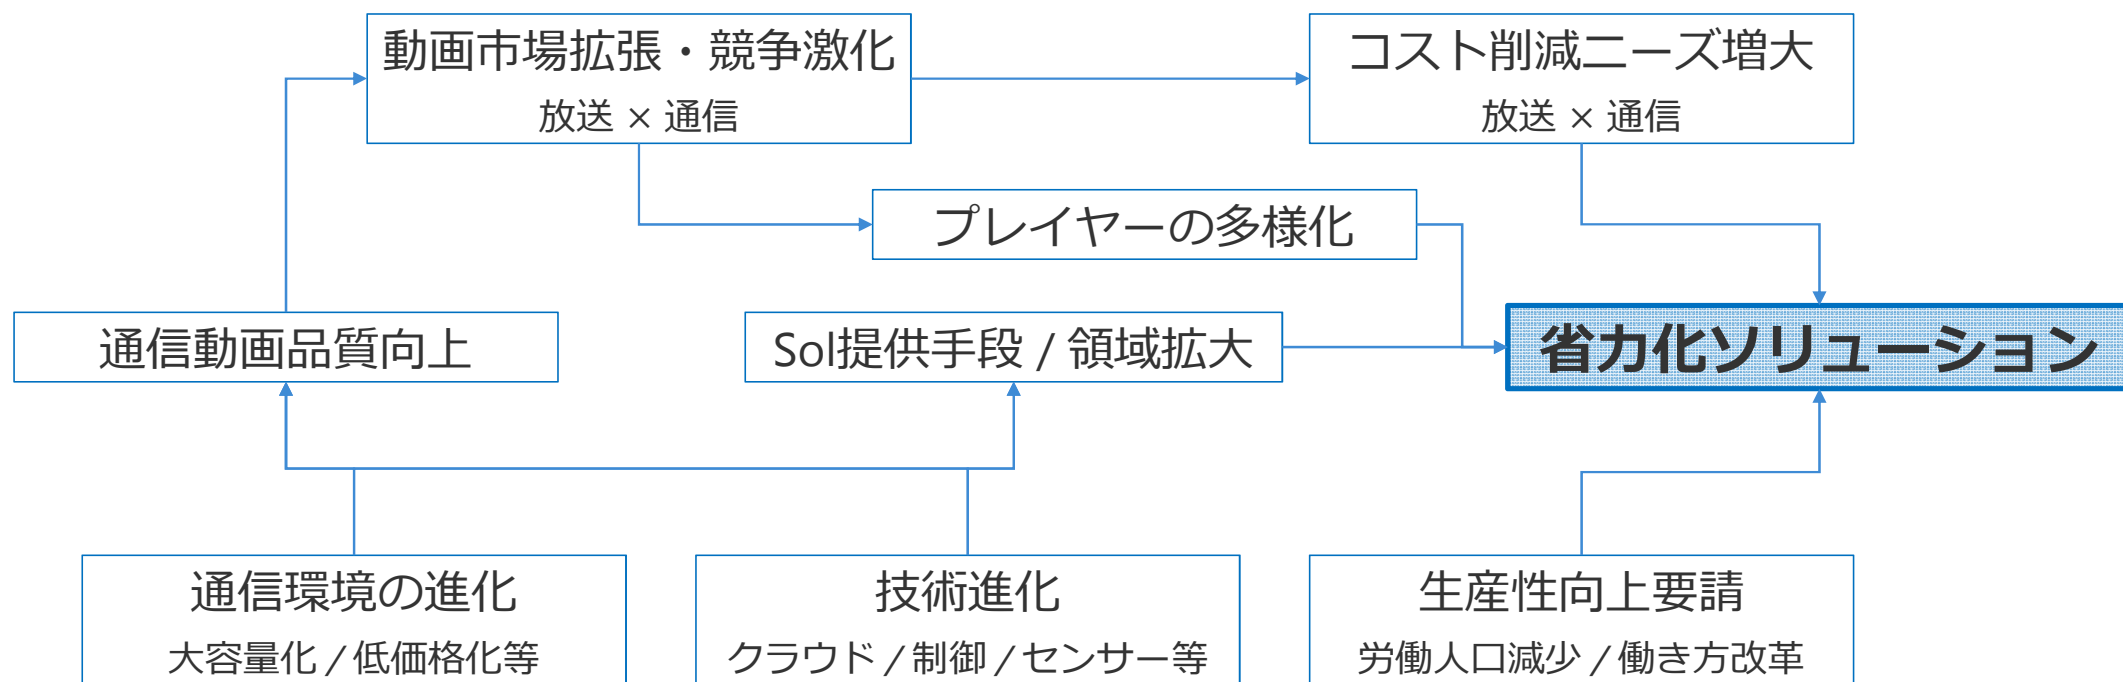 動画市場拡張・競争激化
放送 × 通信
コスト削減ニーズ増大
放送 × 通信
プレイヤーの多様化
通信動画品質向上
Sol提供手段 / 領域拡大
省力化ソリューション
通信環境の進化
大容量化 / 低価格化等
技術進化
クラウド / 制御 / センサー等
生産性向上要請
労働人口減少 / 働き方改革